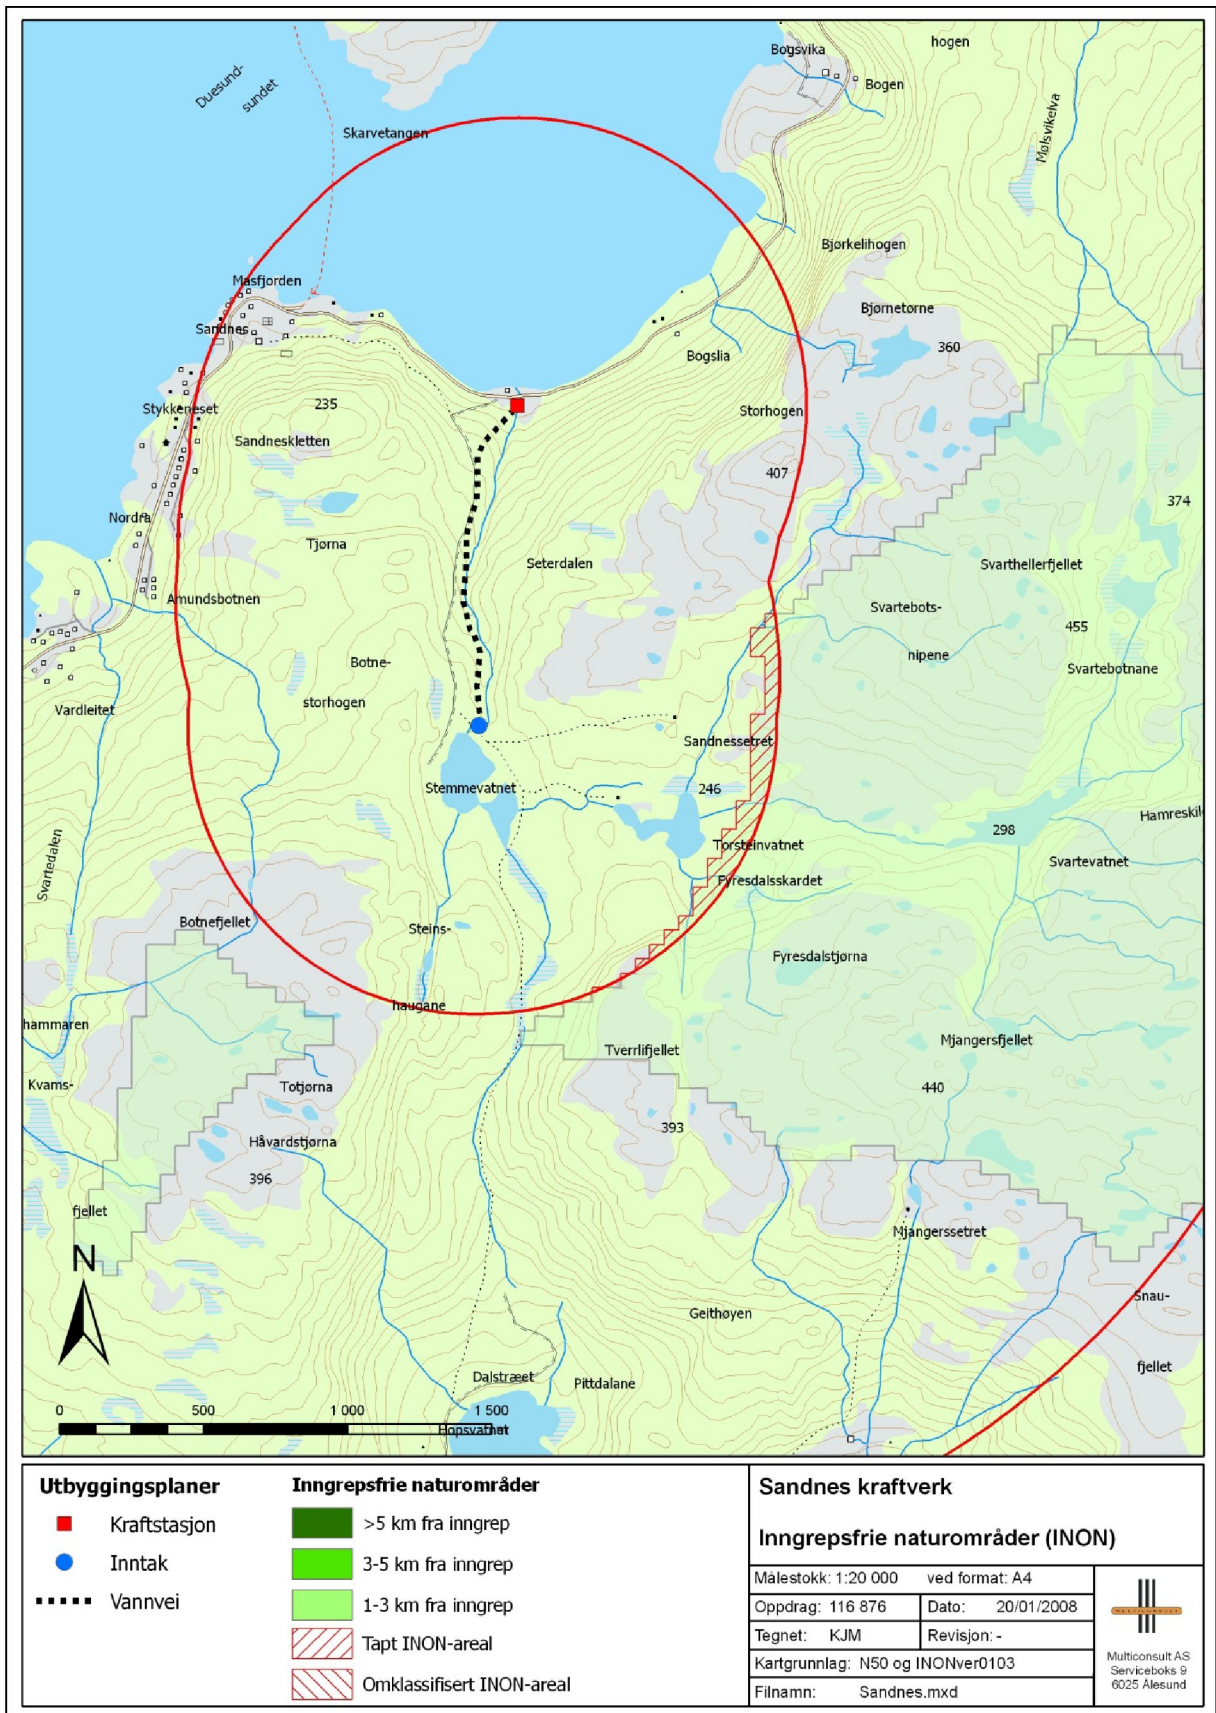 hogen
Bogsvika
Duesund-
sundet
Bogen
Mølsvikelva
Skarvetangen
Bjørkelihogen
Masfjorden
Bjørnetorne
Sandnes
360
Bogslia
Stykkeneset
235
Storhogen
Sandneskletten
407
374
Nordra
Tjørna
Seterdalen
Svarthellerfjellet
Amundsbotnen
Svartebots-
455
nipene
Botne-
Svartebotnane
storhogen
Vardleitet
Sandnessetret
Stemmevatnet
246
Hamreskil-
298
Torsteinvatnet
Svartevatnet
Svartedalen
Fyresdalsskardet
Botnefjellet
Steins-
Fyresdalstjørna
haugane
hammaren
Tverrlifjellet
Mjangersfjellet
Kvams-
Totjørna
440
393
Håvardstjørna
396
fjellet
Mjangerssetret
N
Snau-
Geithøyen
fjellet
Dalstræet
Pittdalane
0 500 1 000 1 500
Hopsvatnet
m
Utbyggingsplaner
Kraftstasjon
Inntak
Vannvei
Inngrepsfrie naturområder
>5 km fra inngrep
3-5 km fra inngrep
1-3 km fra inngrep
Tapt INON-areal
Omklassifisert INON-areal
Sandnes kraftverk
Inngrepsfrie naturområder (INON)
Målestokk: 1:20 000 ved format: A4
Oppdrag: 116 876 Dato: 20/01/2008
Tegnet: KJM Revisjon: -
Kartgrunnlag: N50 og INONver0103
Filnamn: Sandnes.mxd
MULTICONSULT
Multiconsult AS
Serviceboks 9
6025 Ålesund